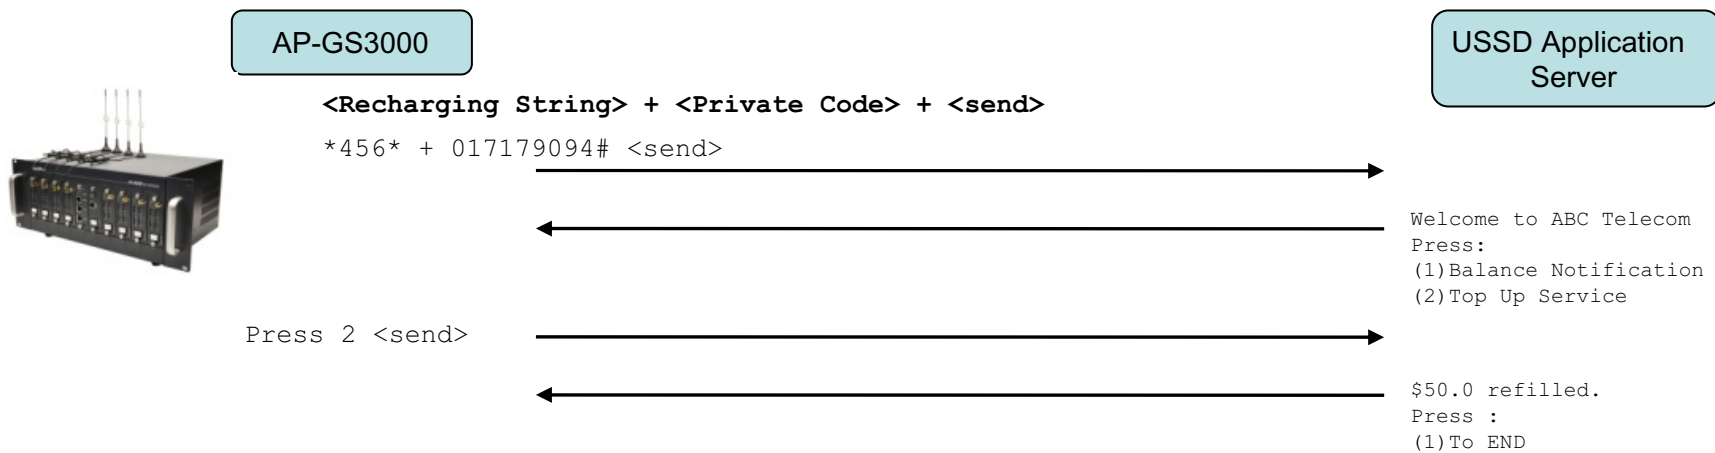 AP-GS3000
USSD Application
Server
<Recharging String> + <Private Code> + <send>
*456* + 017179094# <send>
Welcome to ABC Telecom
Press:
(1)Balance Notification
(2)Top Up Service
Press 2 <send>
$50.0 refilled.
Press :
(1)To END